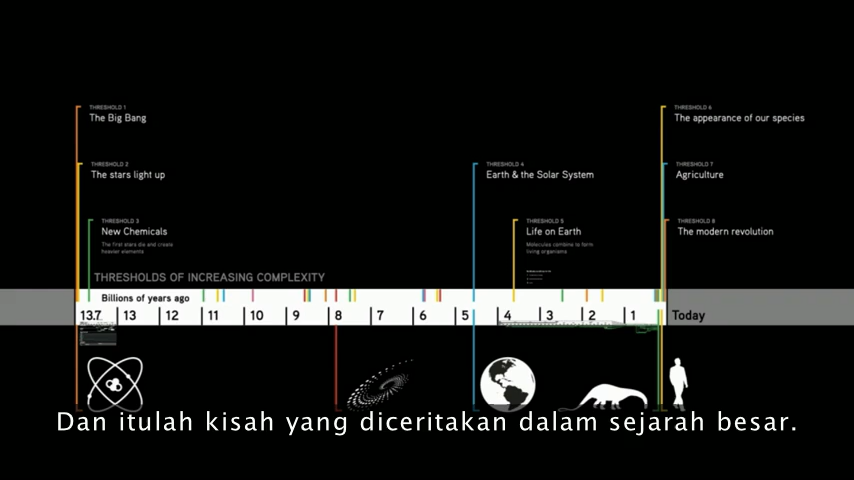 THRESHOLD 1
The Big Bang
THRESHOLD 2
The stars light up
THRESHOLD 3
New Chemicals
The first stars die and create
heavier elements
THRESHOLD 4
Earth & the Solar System
THRESHOLD 5
Life on Earth
Molecules combine to form
living organisms
THRESHOLD 6
The appearance of our species
THRESHOLD 7
Agriculture
THRESHOLD 8
The modern revolution
THRESHOLDS OF INCREASING COMPLEXITY
Billions of years ago
13.7 13 12 11 10 9 8 7 6 5 4 3 2 1 Today
Dan itulah kisah yang diceritakan dalam sejarah besar.